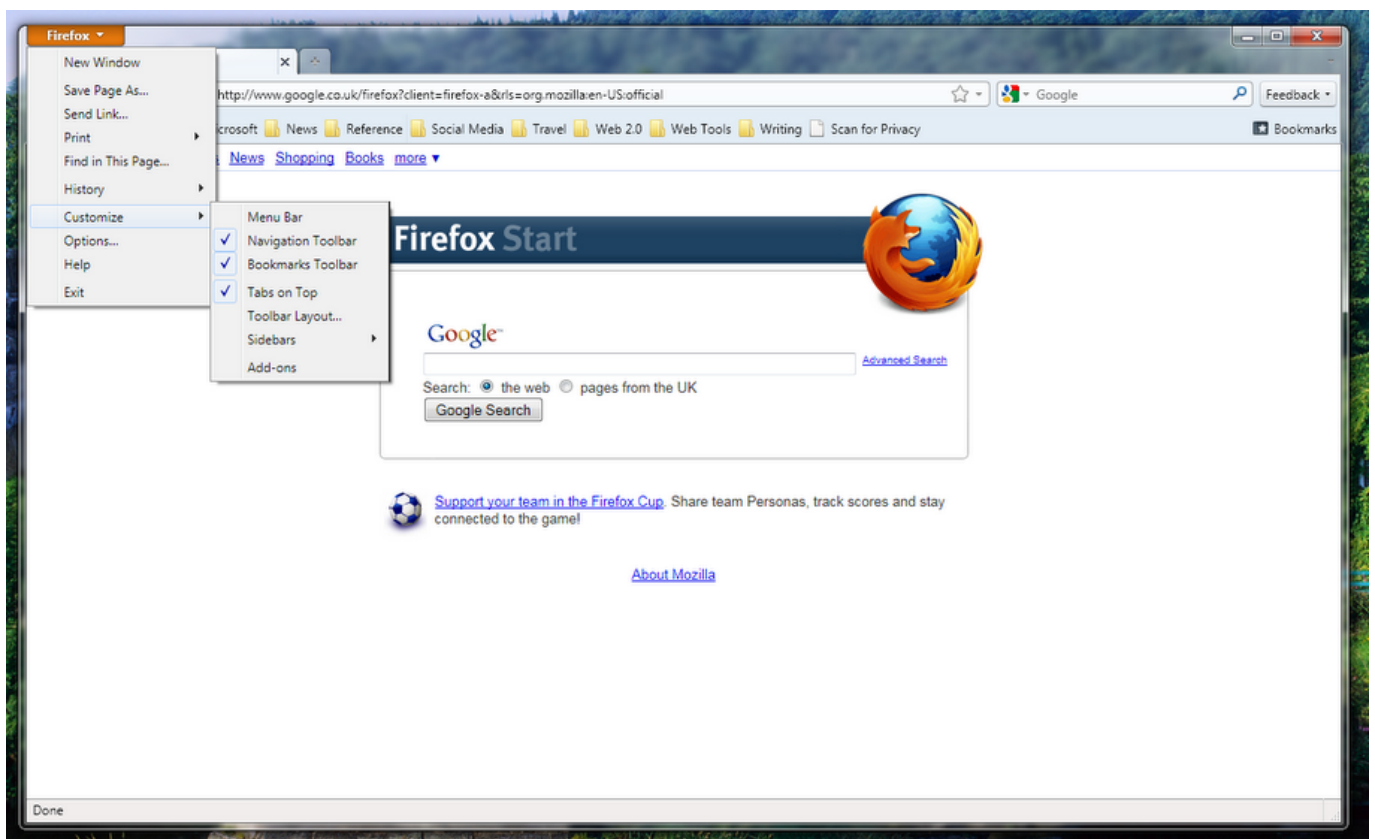 Firefox
New Window
Save Page As...
Send Link...
Print
Find in This Page...
History
Customize
Options...
Help
Exit
Menu Bar
Navigation Toolbar
Bookmarks Toolbar
Tabs on Top
Toolbar Layout...
Sidebars
Add-ons
http://www.google.co.uk/firefox?client=firefox-a&rls=org.mozilla:en-US:official
Google
Feedback
crosoft News Reference Social Media Travel Web 2.0 Web Tools Writing Scan for Privacy
Bookmarks
News Shopping Books more
Firefox Start
Google
Advanced Search
Search: the web pages from the UK
Google Search
Support your team in the Firefox Cup. Share team Personas, track scores and stay
connected to the game!
About Mozilla
Done